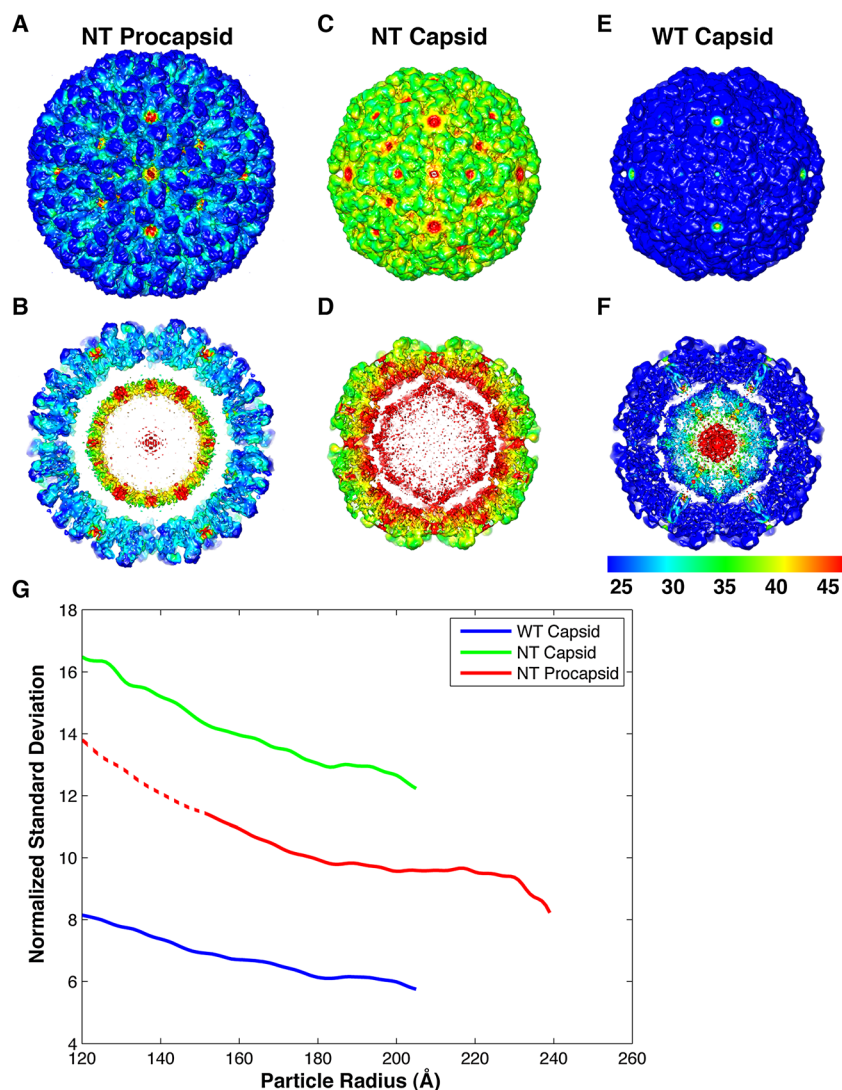 A
NT Procapsid
C
NT Capsid
E
WT Capsid
B
D
F
25 30 35 40 45
G
18
16
14
12
10
8
6
4
Normalized Standard Deviation
WT Capsid
NT Capsid
NT Procapsid
120 140 160 180 200 220 240 260
Particle Radius (Å)